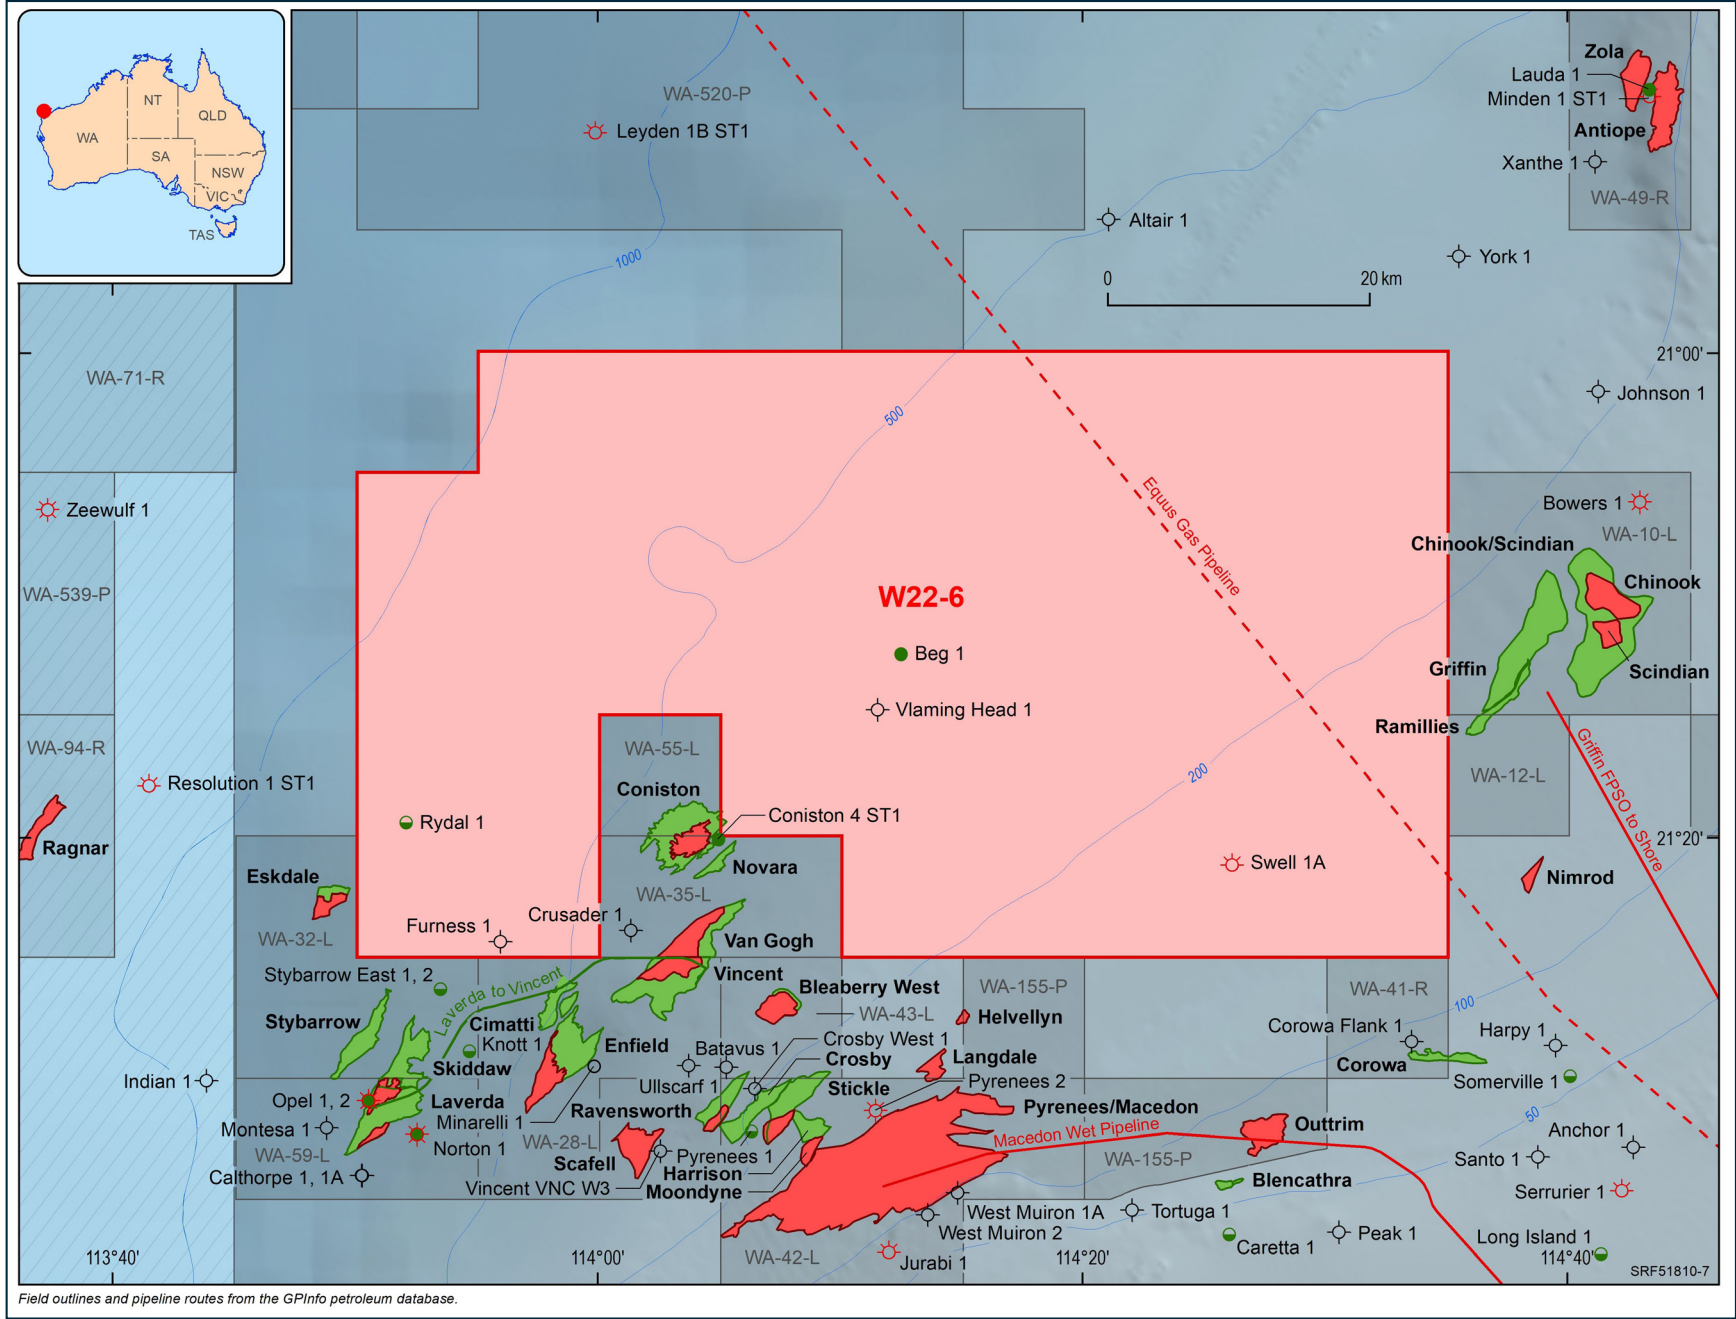 NT
QLD
WA
SA
NSW
VIC
TAS
WA-520-P
Leyden 1B ST1
1000
Altair 1
0
20 km
Zola
Lauda 1
Minden 1 ST1
Antiope
Xanthe 1
WA-49-R
York 1
21°00'
WA-71-R
500
Johnson 1
Zeewulf 1
Equus Gas Pipeline
Bowers 1
WA-10-L
Chinook/Scindian
Chinook
WA-539-P
W22-6
Beg 1
Griffin
Scindian
Vlaming Head 1
Ramillies
WA-94-R
WA-55-L
200
WA-12-L
Griffin FPSO to Shore
Resolution 1 ST1
Coniston
Coniston 4 ST1
Rydal 1
21°20'
Ragnar
Novara
Swell 1A
Nimrod
Eskdale
WA-35-L
Crusader 1
Furness 1
WA-32-L
Van Gogh
Stybarrow East 1, 2
Vincent
Laverda to Vincent
Bleaberry West
WA-155-P
WA-41-R
100
Stybarrow
Cimatti
WA-43-L
Helvellyn
Corowa Flank 1
Harpy 1
Knott 1
Enfield
Batavus 1
Crosby West 1
Crosby
Langdale
Corowa
Skiddaw
Indian 1
Ullscarf 1
Stickle
Pyrenees 2
Somerville 1
Opel 1, 2
Laverda
Ravensworth
Pyrenees/Macedon
50
Minarelli 1
Montesa 1
Outtrim
Anchor 1
WA-28-L
Macedon Wet Pipeline
Norton 1
WA-59-L
Scafell
Pyrenees 1
WA-155-P
Santo 1
Calthorpe 1, 1A
Harrison
Blencathra
Serrurier 1
Vincent VNC W3
Moondyne
West Muiron 1A
Tortuga 1
West Muiron 2
Peak 1
Long Island 1
Caretta 1
WA-42-L
Jurabi 1
113°40'
114°00'
114°20'
114°40'
SRF51810-7
Field outlines and pipeline routes from the GPInfo petroleum database.